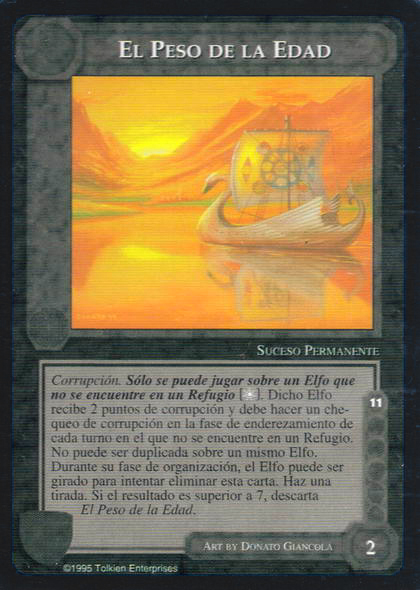 EL PESO DE LA EDAD
SUCESO PERMANENTE
Corrupción. Sólo se puede jugar sobre un Elfo que
no se encuentre en un Refugio [ ]. Dicho Elfo
recibe 2 puntos de corrupción y debe hacer un che-
queo de corrupción en la fase de enderezamiento de
cada turno en el que no se encuentre en un Refugio.
No puede ser duplicada sobre un mismo Elfo.
Durante su fase de organización, el Elfo puede ser
girado para intentar eliminar esta carta. Haz una
tirada. Si el resultado es superior a 7, descarta
El Peso de la Edad.
11
ART BY DONATO GIANCOLA
2
©1995 Tolkien Enterprises